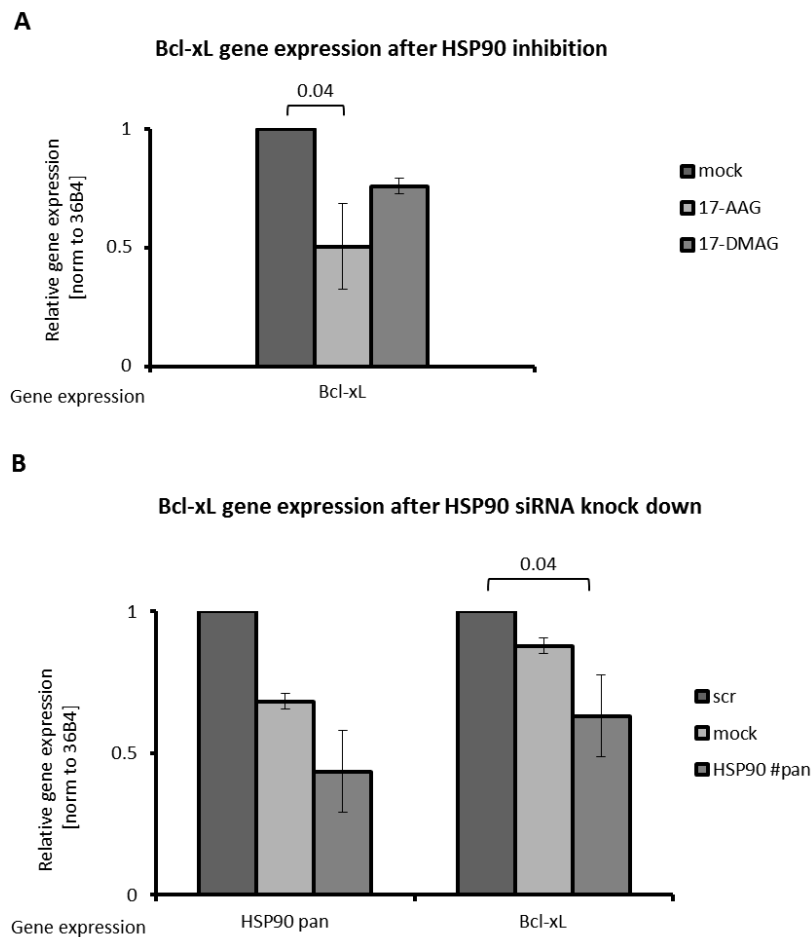 A
Bcl-xL gene expression after HSP90 inhibition
0.04
Relative gene expression
[norm to 36B4]
1
0.5
0
mock
17-AAG
17-DMAG
Gene expression
Bcl-xL
B
Bcl-xL gene expression after HSP90 siRNA knock down
0.04
Relative gene expression
[norm to 36B4]
1
0.5
0
scr
mock
HSP90 #pan
Gene expression
HSP90 pan
Bcl-xL